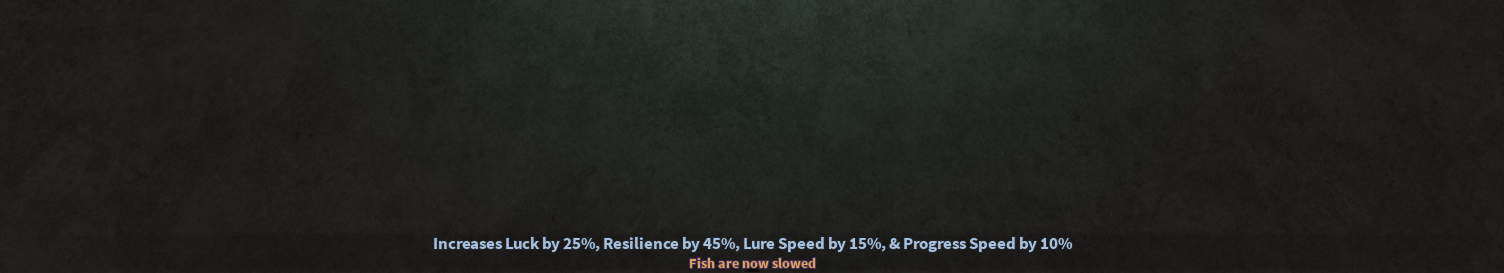 Increases Luck by 25%, Resilience by 45%, Lure Speed by 15%, & Progress Speed by 10%
Fish are now slowed